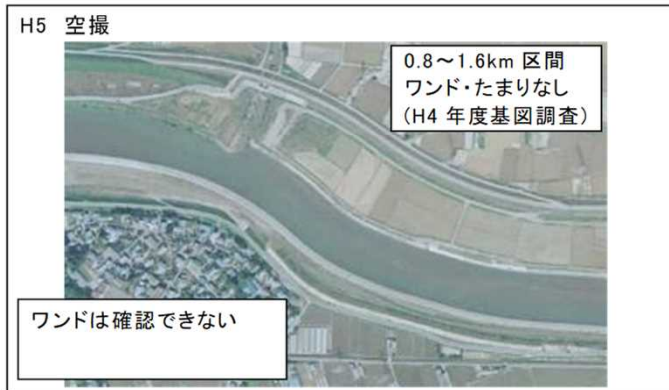 H5 空撮
0.8～1.6km 区間
ワンド・たまりなし
(H4 年度基図調査)
ワンドは確認できない